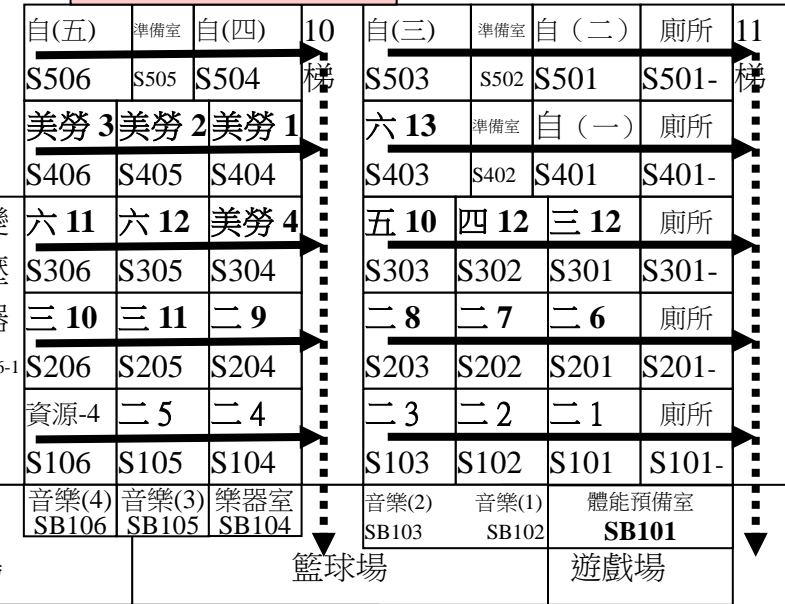 自(五) 準備室 自(四) 10 自(三) 準備室 自（二） 廁所 11
S506 S505 S504 梯 S503 S502 S501 S501- 梯
美勞 3 美勞 2 美勞 1 六 13 準備室 自（一） 廁所
S406 S405 S404 S403 S402 S401 S401-
六 11 六 12 美勞 4 五 10 四 12 三 12 廁所
S306 S305 S304 S303 S302 S301 S301-
器 三 10 三 11 二 9 二 8 二 7 二 6 廁所
6-1 S206 S205 S204 S203 S202 S201 S201-
資源-4 二 5 二 4 二 3 二 2 二 1 廁所
S106 S105 S104 S103 S102 S101 S101-
音樂(4) 音樂(3) 樂器室 音樂(2) 音樂(1) 體能預備室
SB106 SB105 SB104 SB103 SB102 SB101
籃球場 遊戲場